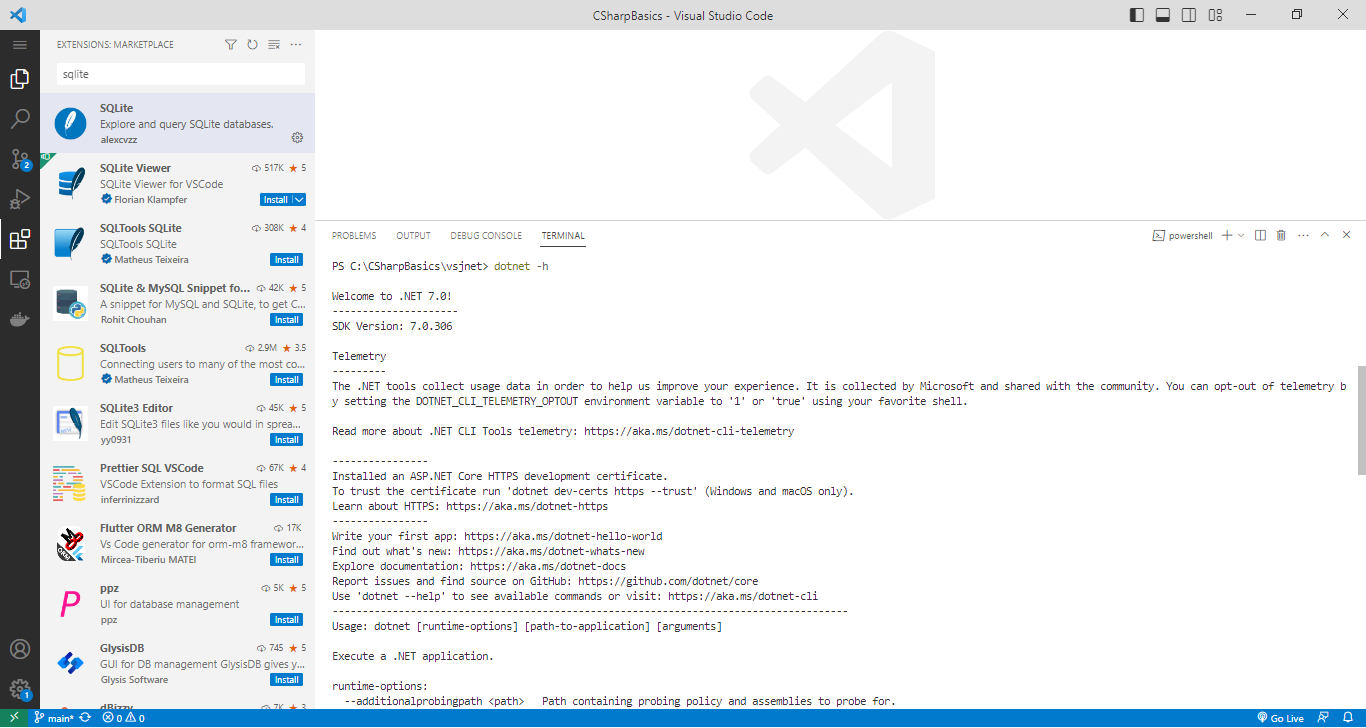 CSharpBasics - Visual Studio Code
EXTENSIONS: MARKETPLACE
sqlite
SQLite
Explore and query SQLite databases.
alexcvzz
SQLite Viewer 517K 5
SQLite Viewer for VSCode
Florian Klampfer Install
SQLTools SQLite 308K 4
SQLTools SQLite
Matheus Teixeira Install
SQLite & MySQL Snippet fo... 42K 5
A snippet for MySQL and SQLite, to get C...
Rohit Chouhan Install
SQLTools 2.9M 3.5
Connecting users to many of the most co...
Matheus Teixeira Install
SQLite3 Editor 45K 5
Edit SQLite3 files like you would in sprea...
yy0931 Install
Prettier SQL VSCode 67K 4
VSCode Extension to format SQL files
inferrinizzard Install
Flutter ORM M8 Generator 17K
Vs Code generator for orm-m8 framewor...
Mircea-Tiberiu MATEI Install
ppz 5K 5
UI for database management
ppz Install
GlysisDB 745 5
GUI for DB management GlysisDB gives y...
Glysis Software Install
dBizzy 7K 3
2
ORM
1
PROBLEMS OUTPUT DEBUG CONSOLE TERMINAL
powershell
PS C:\CSharpBasics\vsjnet> dotnet -h
Welcome to .NET 7.0!
---------------------
SDK Version: 7.0.306
Telemetry
---------
The .NET tools collect usage data in order to help us improve your experience. It is collected by Microsoft and shared with the community. You can opt-out of telemetry b
y setting the DOTNET_CLI_TELEMETRY_OPTOUT environment variable to '1' or 'true' using your favorite shell.
Read more about .NET CLI Tools telemetry: https://aka.ms/dotnet-cli-telemetry
----------------
Installed an ASP.NET Core HTTPS development certificate.
To trust the certificate run 'dotnet dev-certs https --trust' (Windows and macOS only).
Learn about HTTPS: https://aka.ms/dotnet-https
----------------
Write your first app: https://aka.ms/dotnet-hello-world
Find out what's new: https://aka.ms/dotnet-whats-new
Explore documentation: https://aka.ms/dotnet-docs
Report issues and find source on GitHub: https://github.com/dotnet/core
Use 'dotnet --help' to see available commands or visit: https://aka.ms/dotnet-cli
--------------------------------------------------------------------------------------
Usage: dotnet [runtime-options] [path-to-application] [arguments]
Execute a .NET application.
runtime-options:
--additionalprobingpath <path> Path containing probing policy and assemblies to probe for.
main* 0 0 Go Live